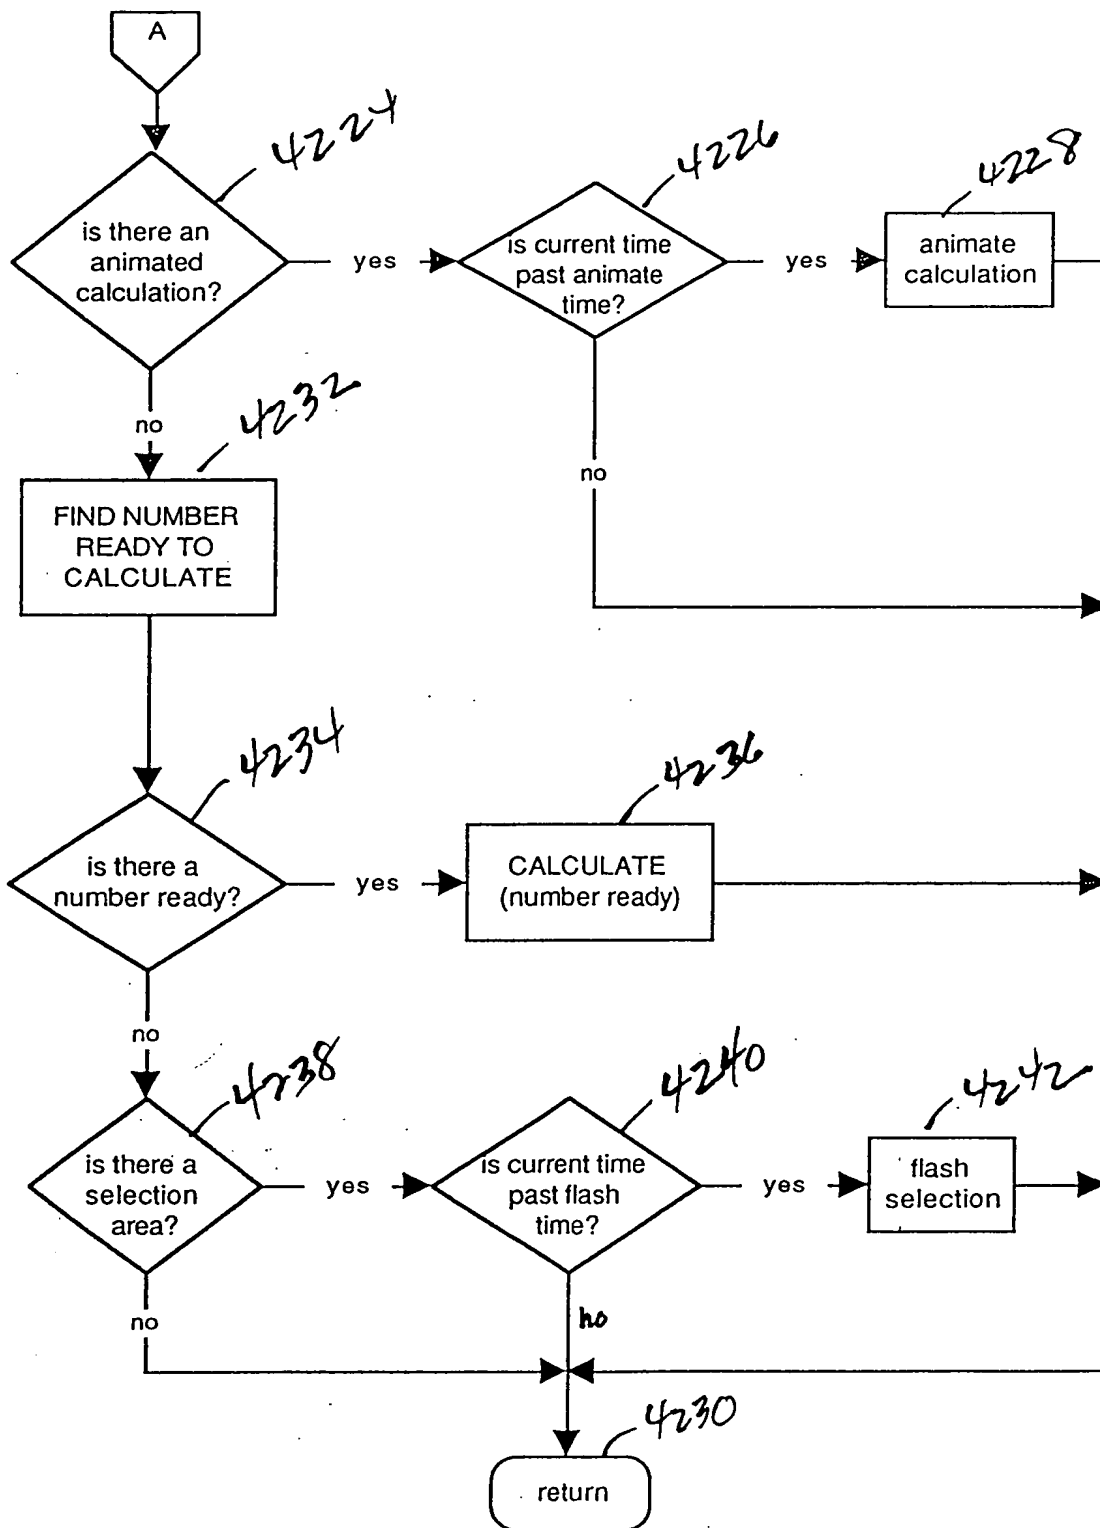 A
4224
is there an
animated
calculation?
yes
4226
is current time
past animate
time?
yes
4228
animate
calculation
no
4232
no
FIND NUMBER
READY TO
CALCULATE
4234
is there a
number ready?
yes
4236
CALCULATE
(number ready)
no
4238
is there a
selection
area?
yes
4240
is current time
past flash
time?
yes
4242
flash
selection
no
no
4230
return